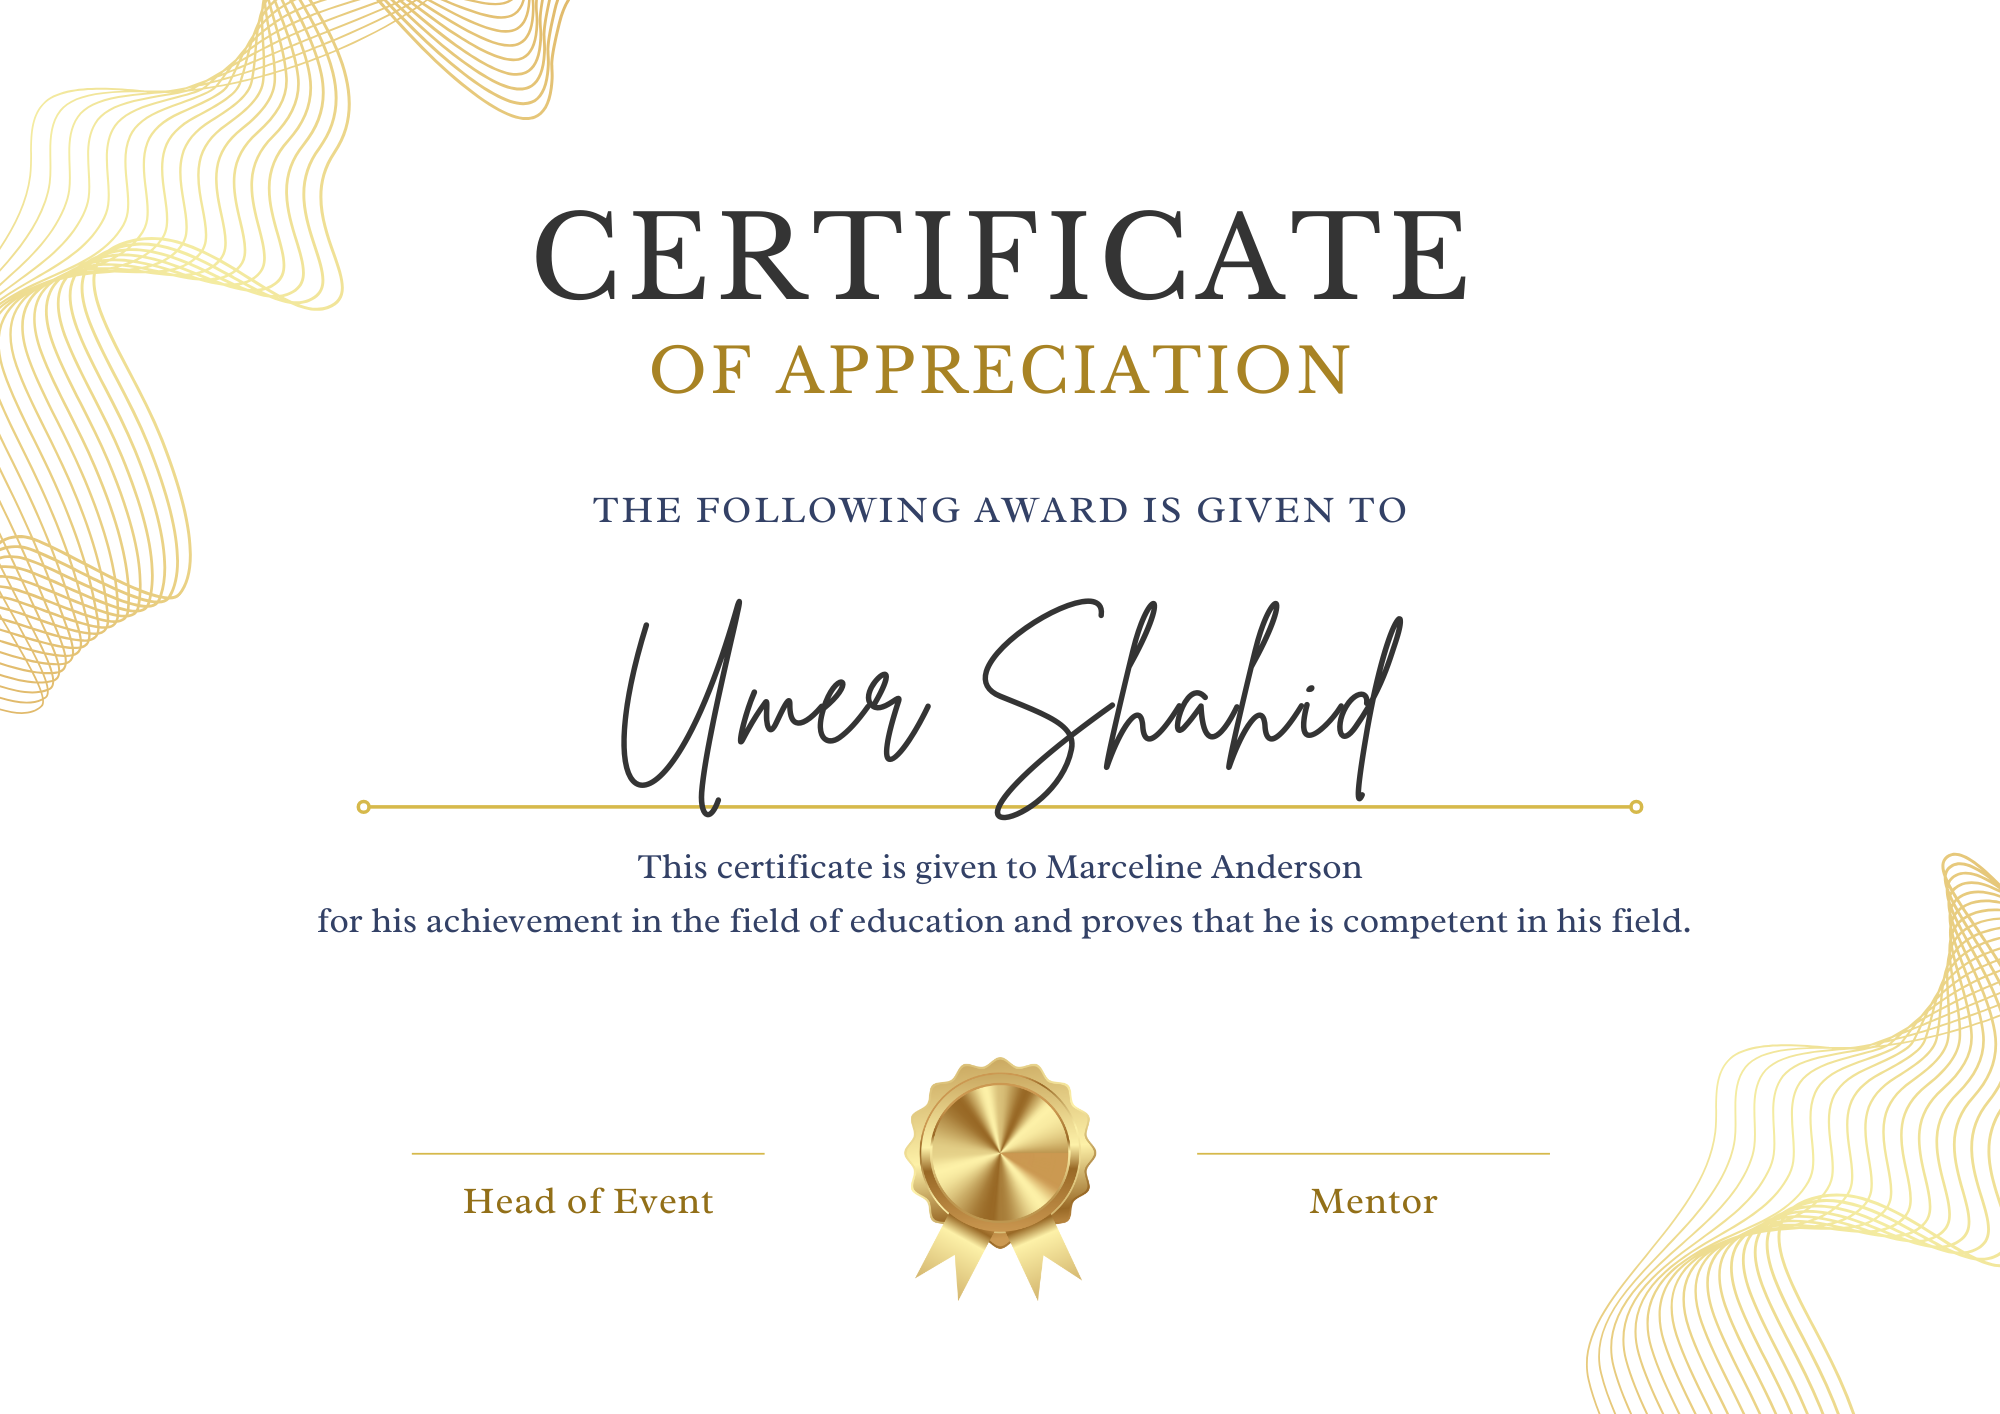 CERTIFICATE
OF APPRECIATION
THE FOLLOWING AWARD IS GIVEN TO
Umer Shahid
This certificate is given to Marceline Anderson
for his achievement in the field of education and proves that he is competent in his field.
Head of Event
Mentor